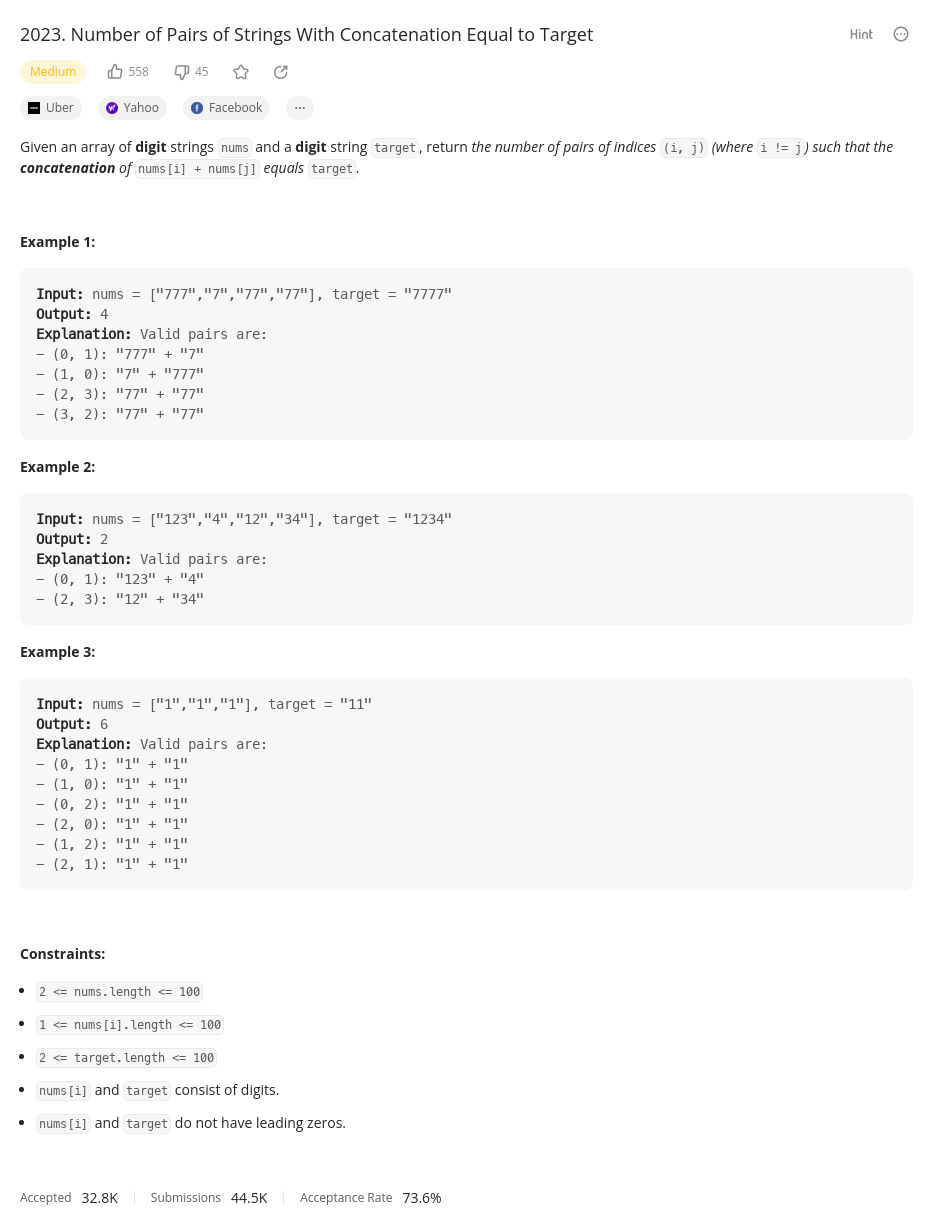 2023. Number of Pairs of Strings With Concatenation Equal to Target
Hint
Medium 558 45
Uber Yahoo Facebook ···
Given an array of digit strings nums and a digit string target, return the number of pairs of indices (i, j) (where i != j) such that the
concatenation of nums[i] + nums[j] equals target.
Example 1:
Input: nums = ["777","7","77","77"], target = "7777"
Output: 4
Explanation: Valid pairs are:
– (0, 1): "777" + "7"
– (1, 0): "7" + "777"
– (2, 3): "77" + "77"
– (3, 2): "77" + "77"
Example 2:
Input: nums = ["123","4","12","34"], target = "1234"
Output: 2
Explanation: Valid pairs are:
– (0, 1): "123" + "4"
– (2, 3): "12" + "34"
Example 3:
Input: nums = ["1","1","1"], target = "11"
Output: 6
Explanation: Valid pairs are:
– (0, 1): "1" + "1"
– (1, 0): "1" + "1"
– (0, 2): "1" + "1"
– (2, 0): "1" + "1"
– (1, 2): "1" + "1"
– (2, 1): "1" + "1"
Constraints:
• 2 <= nums.length <= 100
• 1 <= nums[i].length <= 100
• 2 <= target.length <= 100
• nums[i] and target consist of digits.
• nums[i] and target do not have leading zeros.
Accepted 32.8K Submissions 44.5K Acceptance Rate 73.6%